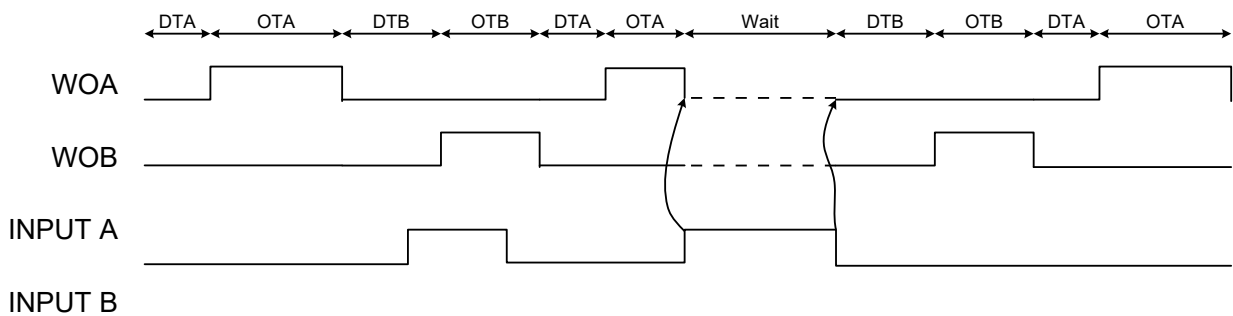 DTA OTA DTB OTB DTA OTA Wait DTB OTB DTA OTA
WOA
WOB
INPUT A
INPUT B